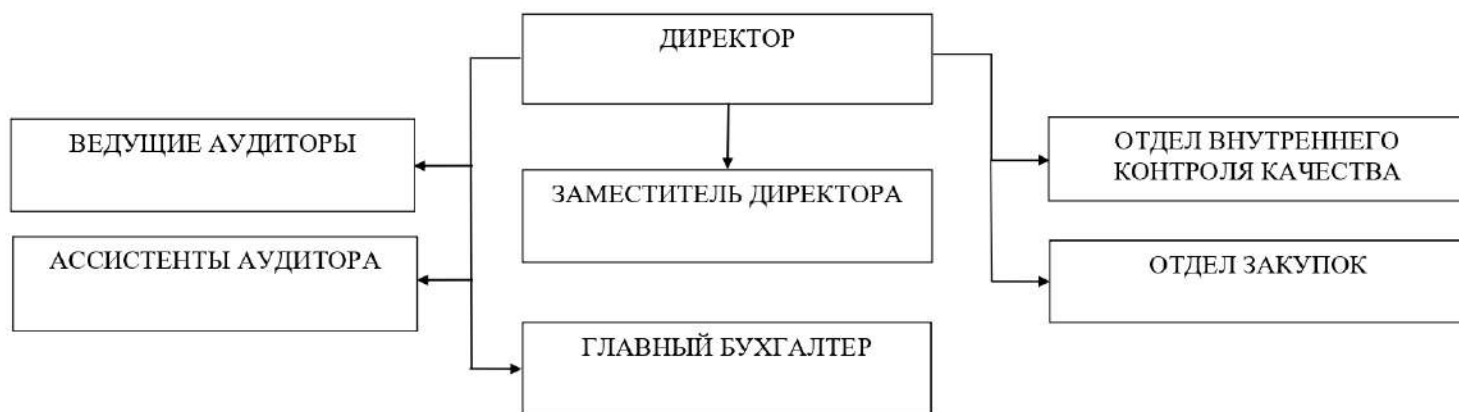 ДИРЕКТОР
ВЕДУЩИЕ АУДИТОРЫ
ОТДЕЛ ВНУТРЕННЕГО
КОНТРОЛЯ КАЧЕСТВА
ЗАМЕСТИТЕЛЬ ДИРЕКТОРА
АССИСТЕНТЫ АУДИТОРА
ОТДЕЛ ЗАКУПОК
ГЛАВНЫЙ БУХГАЛТЕР